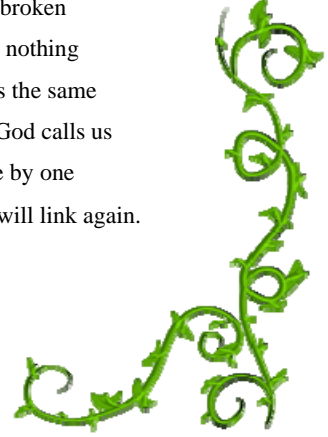 broken
nothing
s the same
God calls us
e by one
will link again.